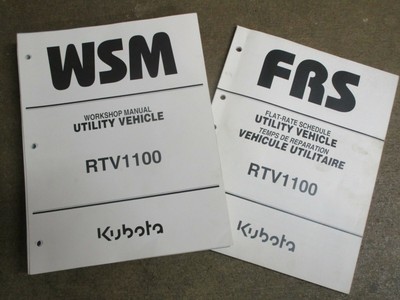 WSM
WORKSHOP MANUAL
UTILITY VEHICLE
RTV1100
Kubota
FRS
FLAT-RATE SCHEDULE
UTILITY VEHICLE
TEMPS DE REPARATION
VEHICULE UTILITAIRE
RTV1100
Kubota